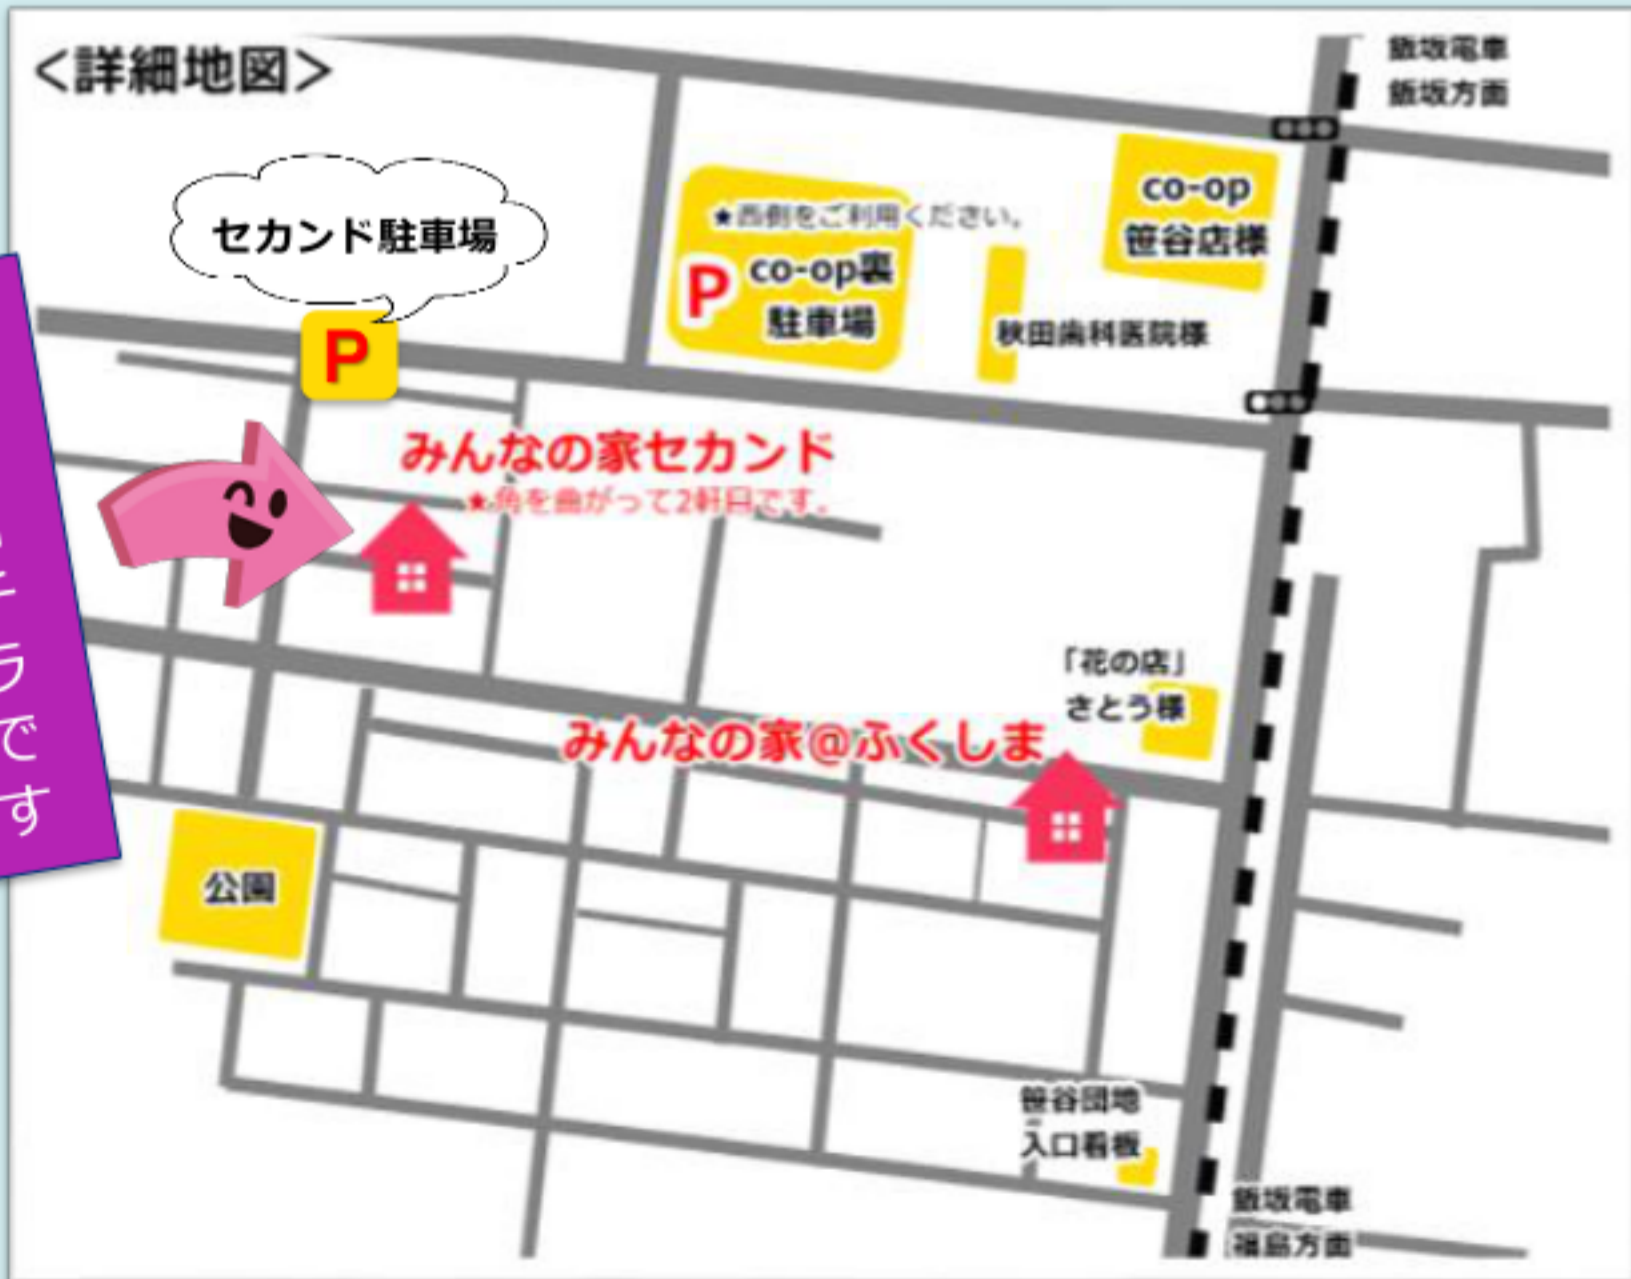 <詳細地図>
飯坂電車
飯坂方面
co-op
笹谷店様
セカンド駐車場
★西側をご利用ください。
P co-op裏
駐車場
秋田歯科医院様
P
みんなの家セカンド
★角を曲がって2軒目です。
「花の店」
さとう様
みんなの家@ふくしま
ラ
で
す
公園
笹谷団地
入口看板
飯坂電車
福島方面